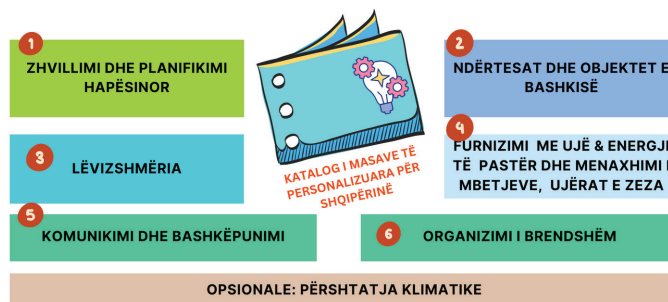 1
ZHVILLIMI DHE PLANIFIKIMI
HAPËSINOR
2
NDËRTESAT DHE OBJEKTET E
BASHKISË
3
LËVIZSHMËRIA
KATALOG I MASAVE TË
PERSONALIZUARA PËR
SHQIPËRINË
4
FURNIZIMI ME UJË & ENERGJI
TË PASTËR DHE MENAXHIMI I
MBETJEVE, UJËRAT E ZEZA
5
KOMUNIKIMI DHE BASHKËPUNIMI
6
ORGANIZIMI I BRENDSHËM
OPSIONALE: PËRSHTATJA KLIMATIKE